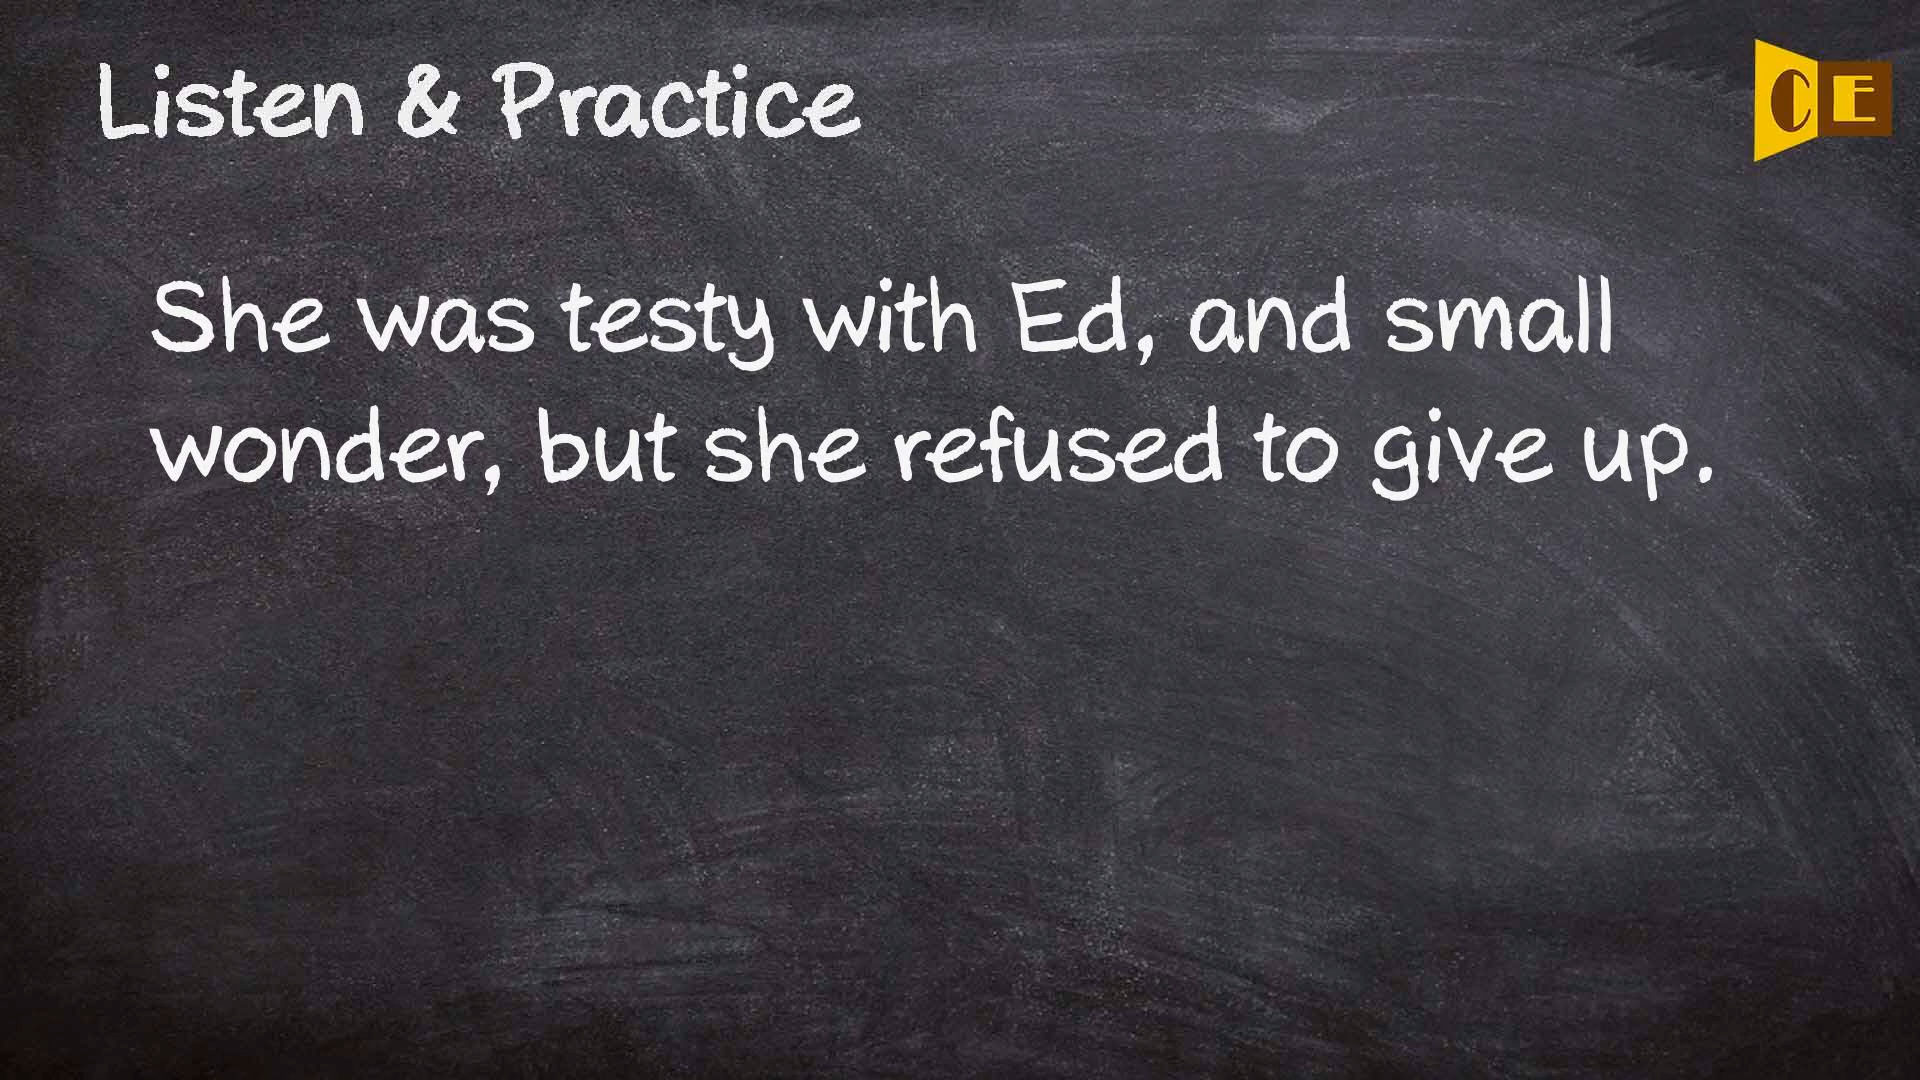 Listen & Practice
CE
She was testy with Ed, and small
wonder, but she refused to give up.